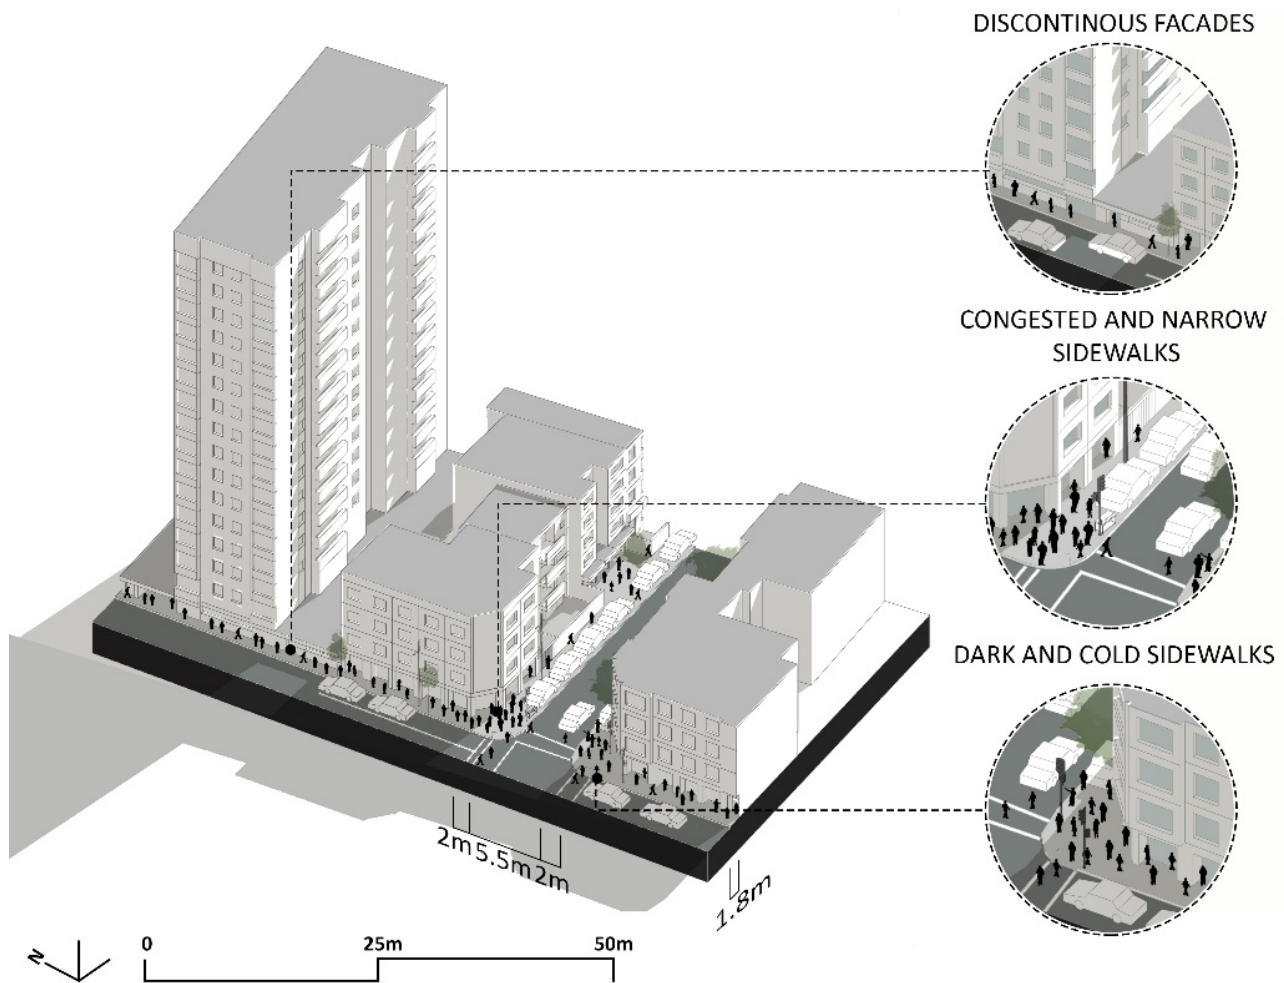 DISCONTINOUS FACADES
CONGESTED AND NARROW
SIDEWALKS
DARK AND COLD SIDEWALKS
2m 5.5m 2m
1.8m
N
0 25m 50m